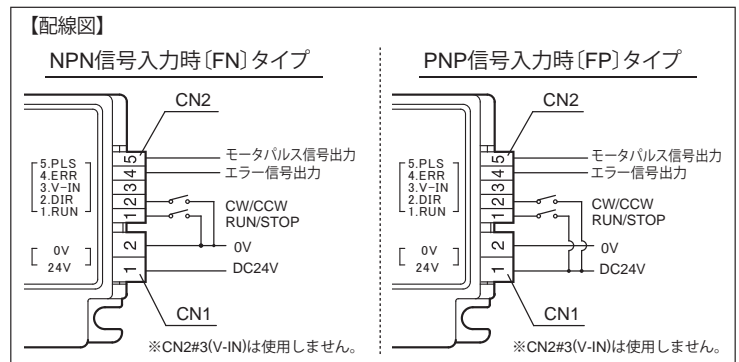 【配線図】
NPN信号入力時〔FN〕タイプ
CN2
5.PLS
4.ERR
3.V-IN
2.DIR
1.RUN
0V
24V
5
4
3
2
1
2
1
モータパルス信号出力
エラー信号出力
CW/CCW
RUN/STOP
0V
DC24V
CN1
※CN2#3(V-IN)は使用しません。
PNP信号入力時〔FP〕タイプ
CN2
5.PLS
4.ERR
3.V-IN
2.DIR
1.RUN
0V
24V
5
4
3
2
1
2
1
モータパルス信号出力
エラー信号出力
CW/CCW
RUN/STOP
0V
DC24V
CN1
※CN2#3(V-IN)は使用しません。